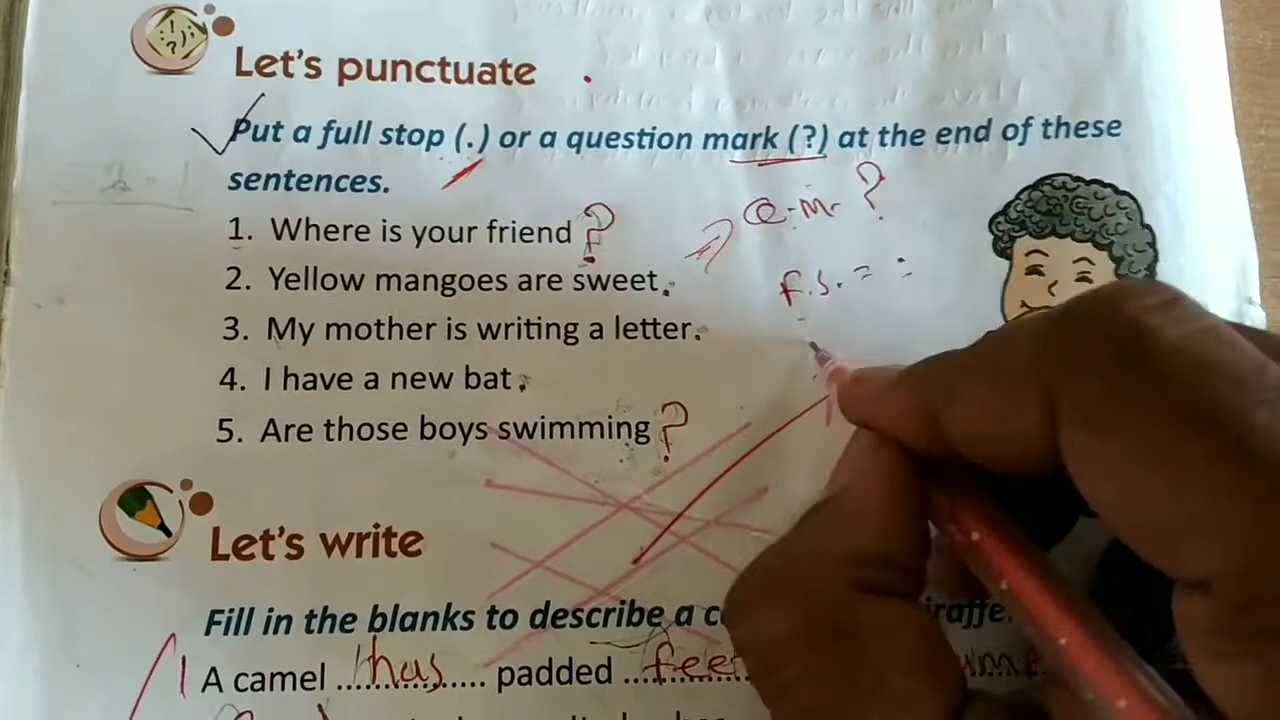 Let's punctuate .
Put a full stop (.) or a question mark (?) at the end of these
sentences.
Q.M. ?
1. Where is your friend ?
F.S. = .
2. Yellow mangoes are sweet.
3. My mother is writing a letter.
4. I have a new bat.
5. Are those boys swimming ?
Let's write
Fill in the blanks to describe a iraffe.
1 A camel has padded feet